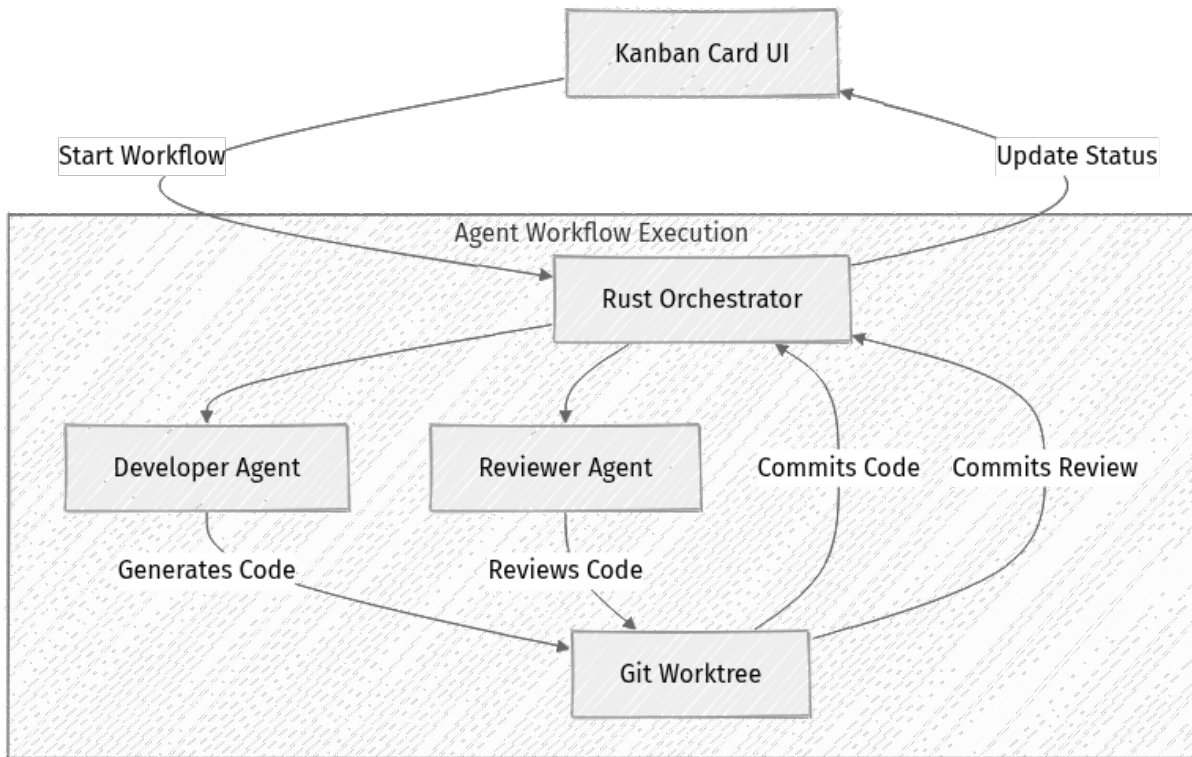 Kanban Card UI
Start Workflow
Update Status
Agent Workflow Execution
Rust Orchestrator
Developer Agent
Reviewer Agent
Commits Code
Commits Review
Generates Code
Reviews Code
Git Worktree